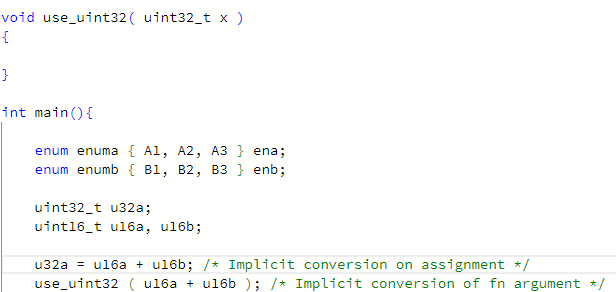 void use_uint32( uint32_t x )
{
}
int main(){
enum enuma { A1, A2, A3 } ena;
enum enumb { B1, B2, B3 } enb;
uint32_t u32a;
uint16_t u16a, u16b;
u32a = u16a + u16b; /* Implicit conversion on assignment */
use_uint32 ( u16a + u16b ); /* Implicit conversion of fn argument */